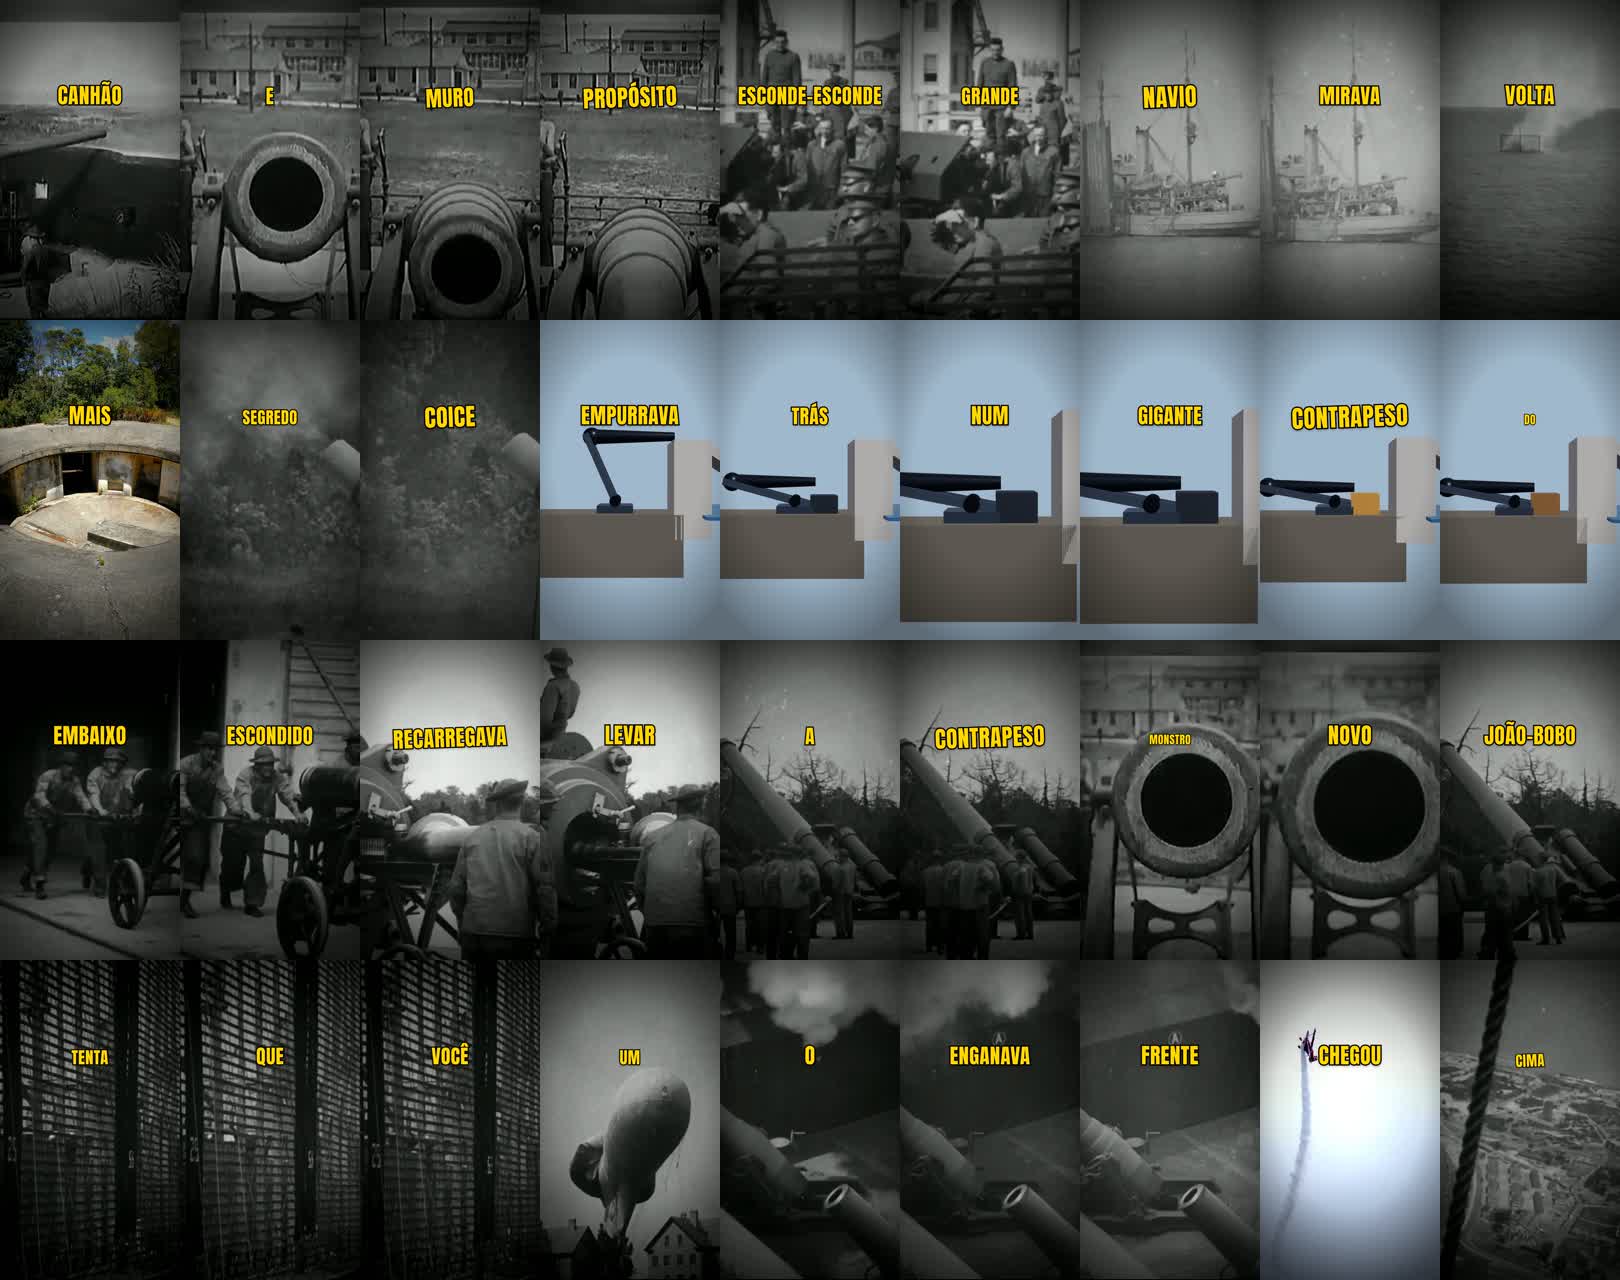 CANHÃO
E
MURO
PROPÓSITO
ESCONDE-ESCONDE
GRANDE
NAVIO
MIRAVA
VOLTA
MAIS
SEGREDO
COICE
EMPURRAVA
TRÁS
NUM
GIGANTE
CONTRAPESO
DO
EMBAIXO
ESCONDIDO
RECARREGAVA
LEVAR
A
CONTRAPESO
MONSTRO
NOVO
JOÃO-BOBO
TENTA
QUE
VOCÊ
UM
O
ENGANAVA
FRENTE
CHEGOU
CIMA